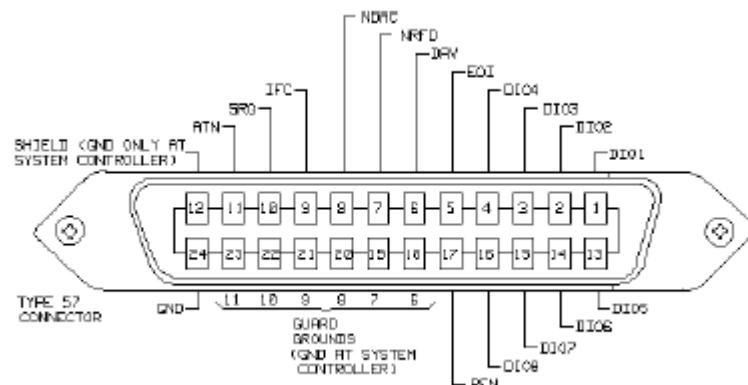 NDAC
NRFD
DAV
EOI
DIO4
DIO3
DIO2
DIO1
IFC
SRQ
ATN
SHIELD (GND ONLY AT
SYSTEM CONTROLLER)
12 11 10 9 8 7 6 5 4 3 2 1
24 23 22 21 20 19 18 17 16 15 14 13
TYPE 57
CONNECTOR
GND
11 10 9 8 7 6
GUARD
GROUNDS
(GND AT SYSTEM
CONTROLLER)
DIO5
DIO6
DIO7
DIO8
REN